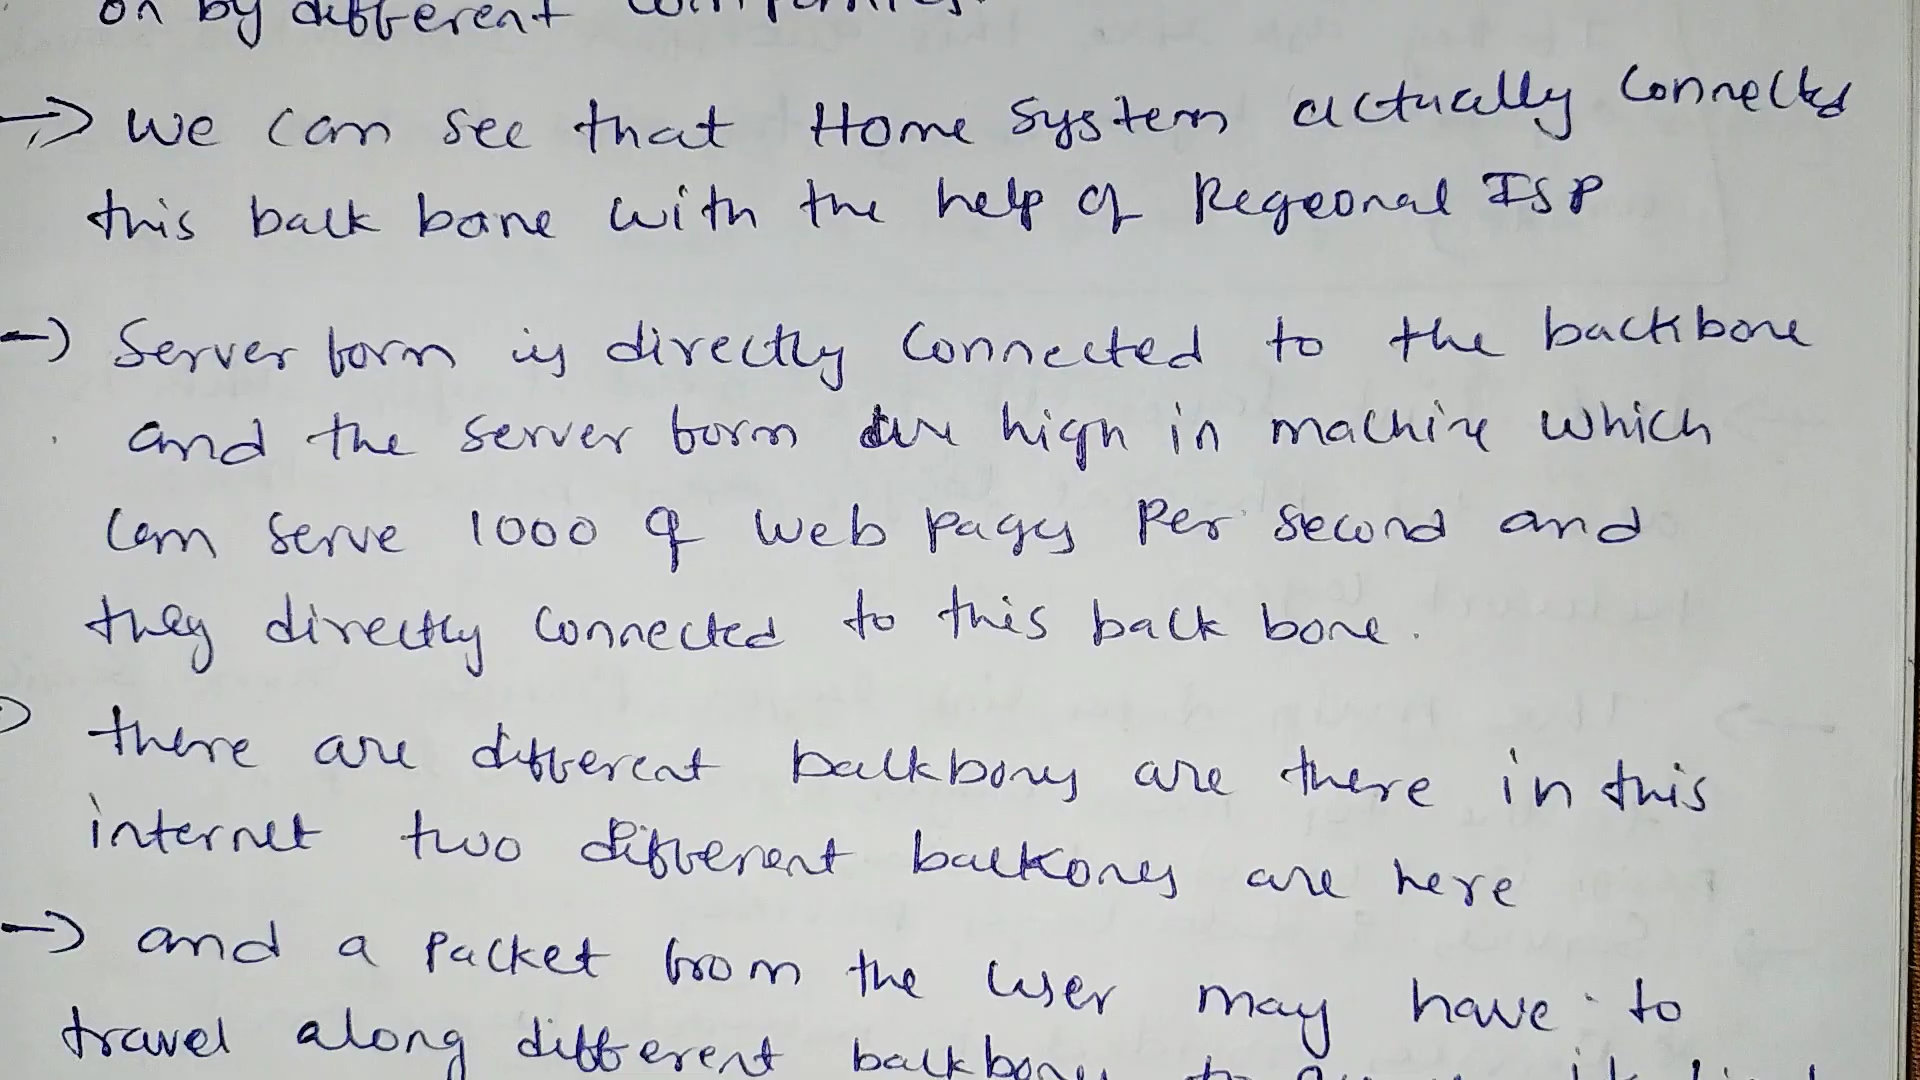 on by different companies.
→ we can see that Home System actually connects
this back bone with the help of Regeonal ISP
→ Server form is directly connected to the backbone
and the server form are high in machine which
can serve 1000 of web pages Per second and
they directly connected to this back bone.
there are different backbones are there in this
internet two different backones are here
→ and a Packet from the user may have to
travel along different backbones to